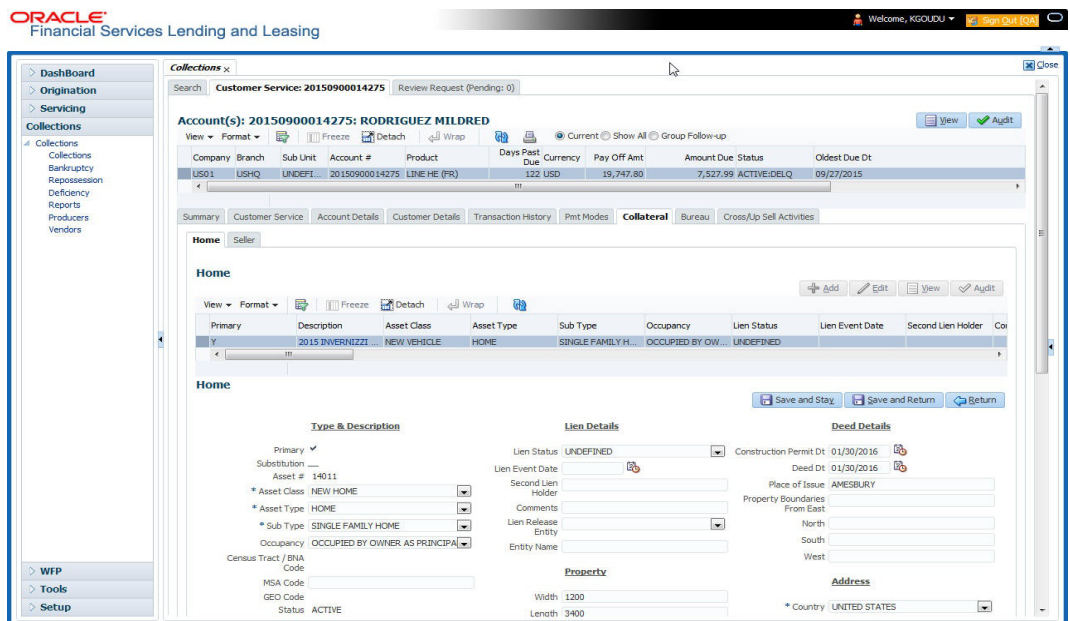 ORACLE
Financial Services Lending and Leasing
Welcome, KGOUDU
Sign Out [QA]
Close
DashBoard
Origination
Servicing
Collections
Collections
Collections
Bankruptcy
Repossession
Deficiency
Reports
Producers
Vendors
WFP
Tools
Setup
Collections x
Search Customer Service: 20150900014275 Review Request (Pending: 0)
Account(s): 20150900014275: RODRIGUEZ MILDRED
View Audit
View Format Freeze Detach Wrap Current Show All Group Follow-up
Company Branch Sub Unit Account # Product Days Past Due Currency Pay Off Amt Amount Due Status Oldest Due Dt
US01 USHQ UNDEFI... 20150900014275 LINE HE (FR) 122 USD 19,747.80 7,527.99 ACTIVE:DELQ 09/27/2015
Summary Customer Service Account Details Customer Details Transaction History Pmt Modes Collateral Bureau Cross/Up Sell Activities
Home Seller
Home
Add Edit View Audit
View Format Freeze Detach Wrap
Primary Description Asset Class Asset Type Sub Type Occupancy Lien Status Lien Event Date Second Lien Holder Co
Y 2015 INVERNIZZI ... NEW VEHICLE HOME SINGLE FAMILY H... OCCUPIED BY OW... UNDEFINED
Home
Save and Stay Save and Return Return
Type & Description
Primary
Substitution
Asset # 14011
* Asset Class NEW HOME
* Asset Type HOME
* Sub Type SINGLE FAMILY HOME
Occupancy OCCUPIED BY OWNER AS PRINCIPA
Census Tract / BNA Code
MSA Code
GEO Code
Status ACTIVE
Lien Details
Lien Status UNDEFINED
Lien Event Date
Second Lien Holder
Comments
Lien Release Entity
Entity Name
Property
Width 1200
Length 3400
Deed Details
Construction Permit Dt 01/30/2016
Deed Dt 01/30/2016
Place of Issue AMESBURY
Property Boundaries From East
North
South
West
Address
* Country UNITED STATES